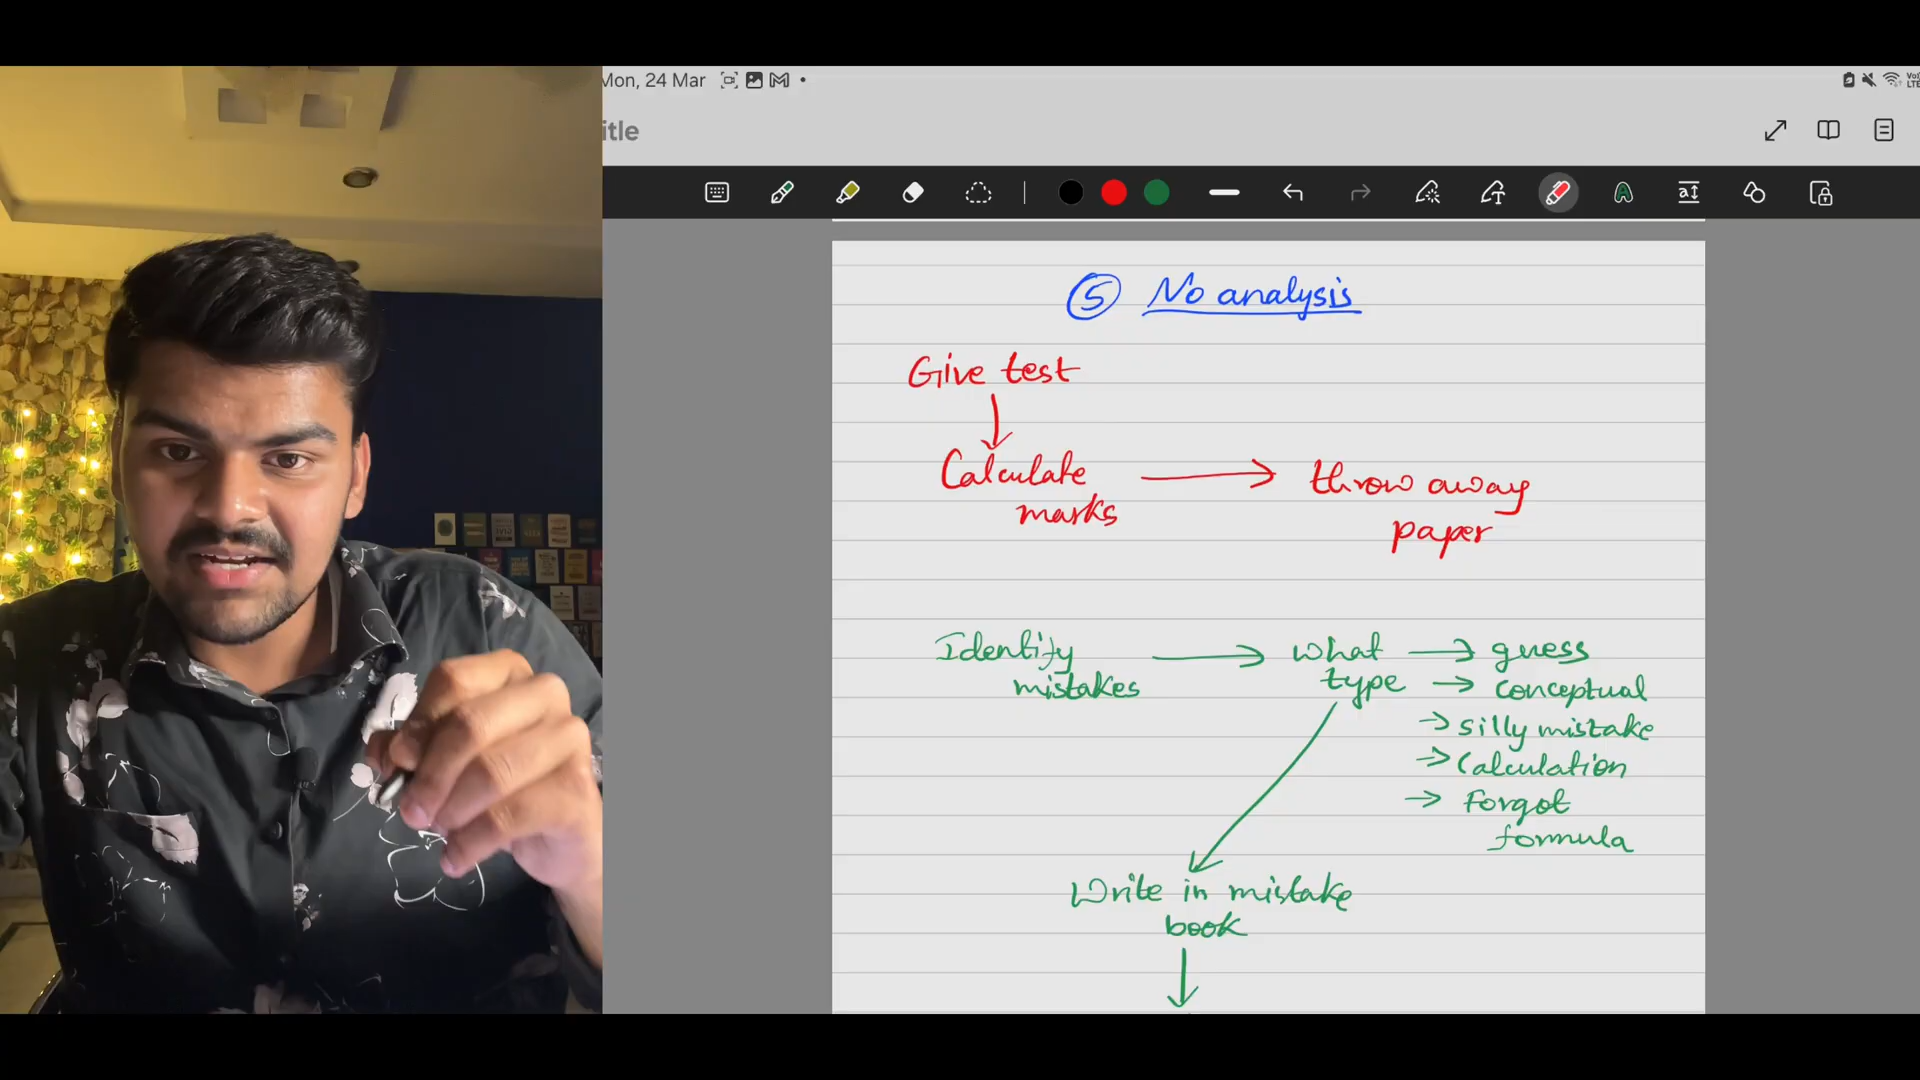 Mon, 24 Mar
itle
5 No analysis
Give test
Calculate marks
throw away paper
Identify mistakes
what type
guess
conceptual
silly mistake
Calculation
Forgot formula
Write in mistake book